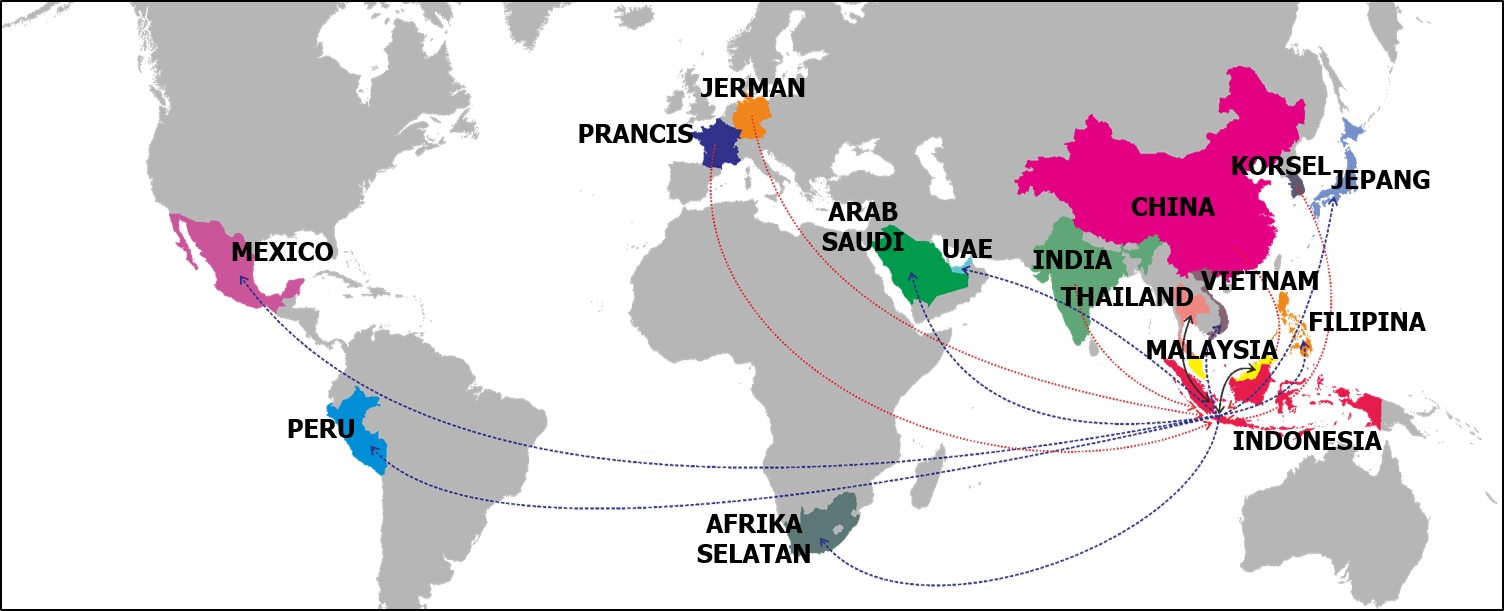 JERMAN
PRANCIS
KORSEL
JEPANG
CHINA
ARAB
SAUDI
UAE
MEXICO
INDIA
VIETNAM
THAILAND
FILIPINA
MALAYSIA
PERU
INDONESIA
AFRIKA
SELATAN